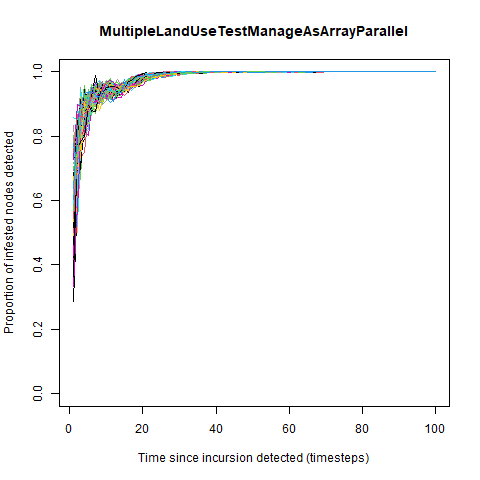 MultipleLandUseTestManageAsArrayParallel
Proportion of infested nodes detected
1.0
0.8
0.6
0.4
0.2
0.0
0 20 40 60 80 100
Time since incursion detected (timesteps)